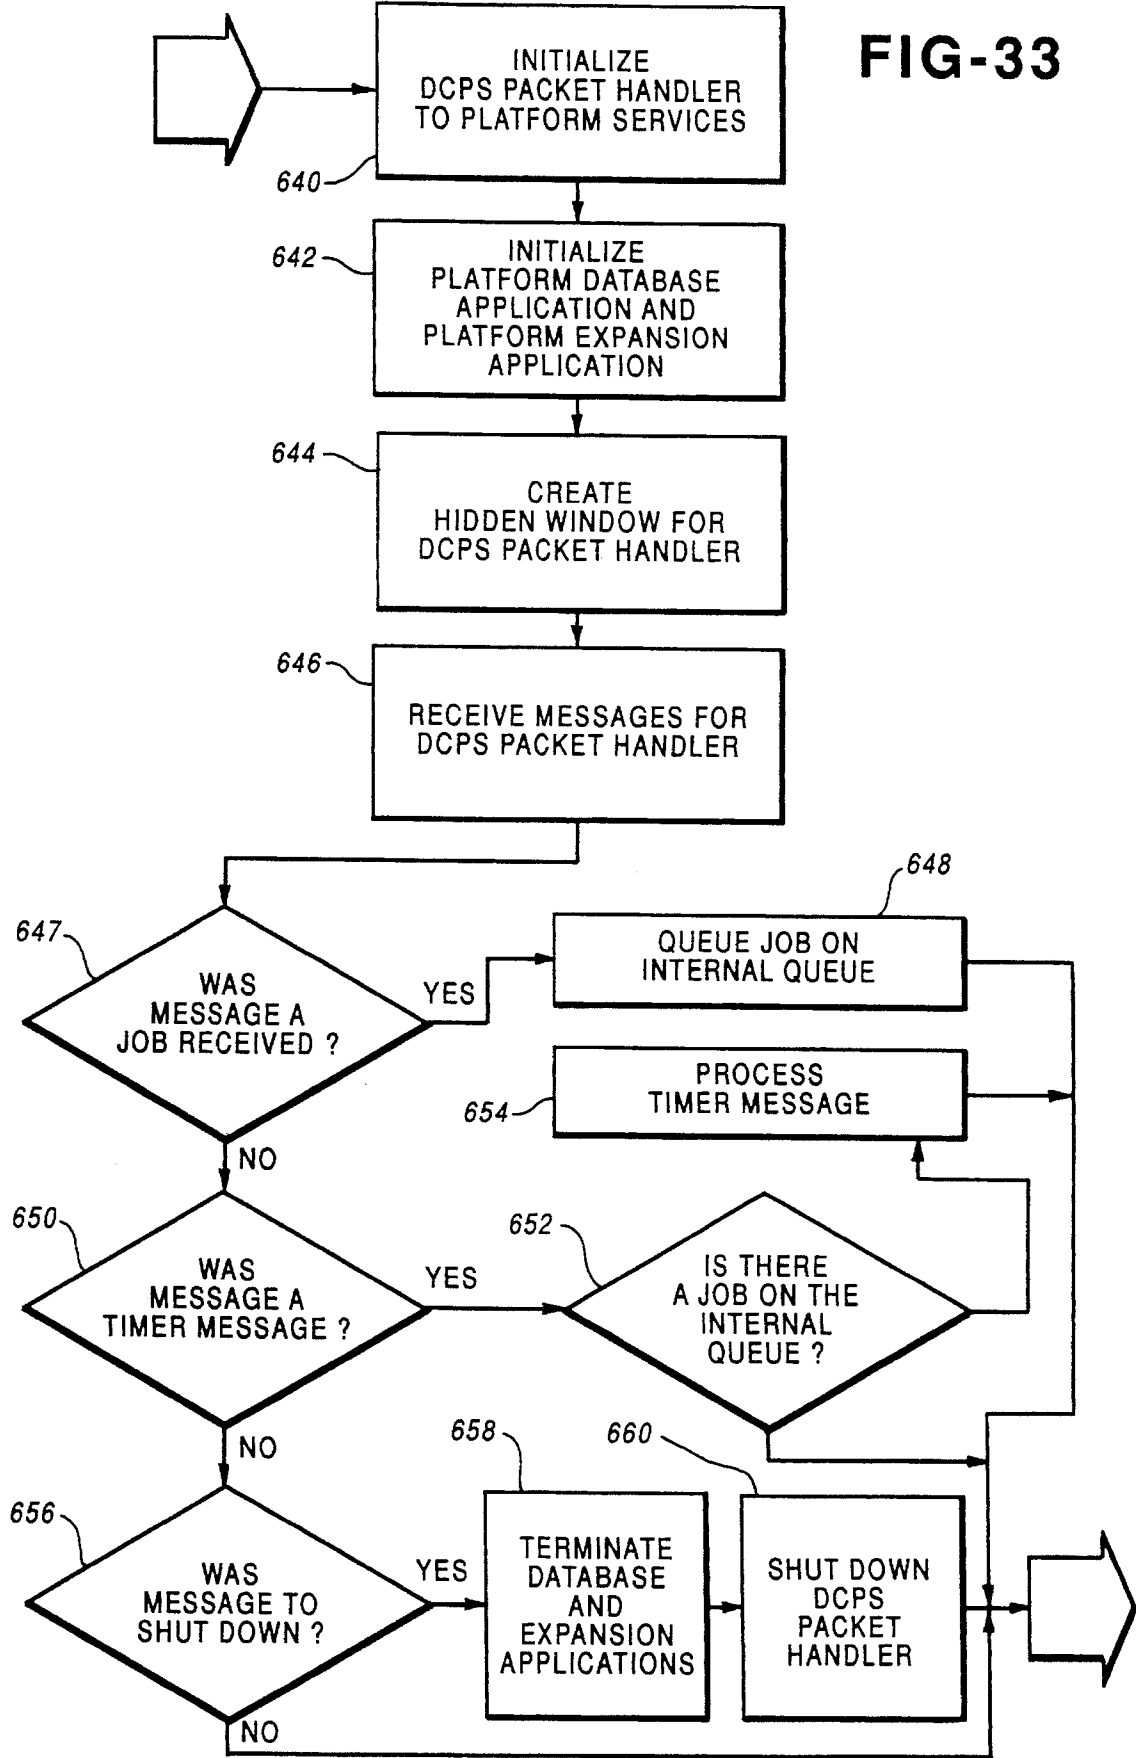 FIG-33
INITIALIZE
DCPS PACKET HANDLER
TO PLATFORM SERVICES
640
642
INITIALIZE
PLATFORM DATABASE
APPLICATION AND
PLATFORM EXPANSION
APPLICATION
644
CREATE
HIDDEN WINDOW FOR
DCPS PACKET HANDLER
646
RECEIVE MESSAGES FOR
DCPS PACKET HANDLER
647
WAS
MESSAGE A
JOB RECEIVED ?
YES
648
QUEUE JOB ON
INTERNAL QUEUE
PROCESS
TIMER MESSAGE
654
NO
650
WAS
MESSAGE A
TIMER MESSAGE ?
YES
652
IS THERE
A JOB ON THE
INTERNAL
QUEUE ?
NO
656
WAS
MESSAGE TO
SHUT DOWN ?
YES
658
TERMINATE
DATABASE
AND
EXPANSION
APPLICATIONS
660
SHUT DOWN
DCPS
PACKET
HANDLER
NO